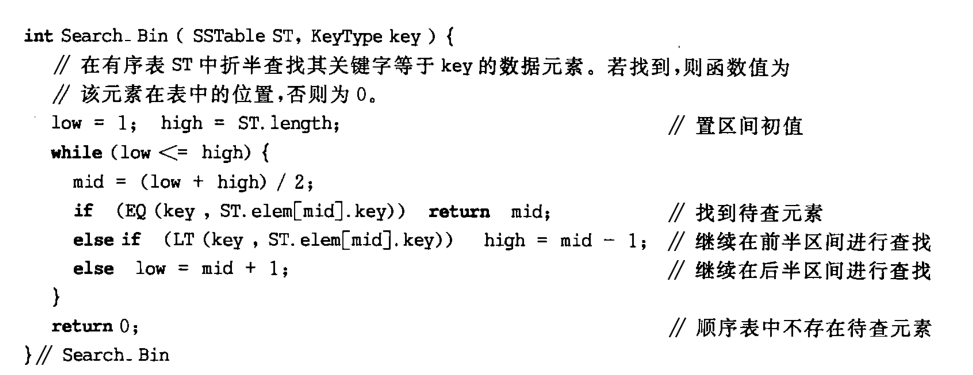 int Search_Bin ( SSTable ST, KeyType key ) {
// 在有序表 ST 中折半查找其关键字等于 key 的数据元素。若找到,则函数值为
// 该元素在表中的位置,否则为 0。
low = 1; high = ST.length; // 置区间初值
while (low <= high) {
mid = (low + high) / 2;
if (EQ (key , ST.elem[mid].key)) return mid; // 找到待查元素
else if (LT (key , ST.elem[mid].key)) high = mid - 1; // 继续在前半区间进行查找
else low = mid + 1; // 继续在后半区间进行查找
}
return 0; // 顺序表中不存在待查元素
} // Search_Bin